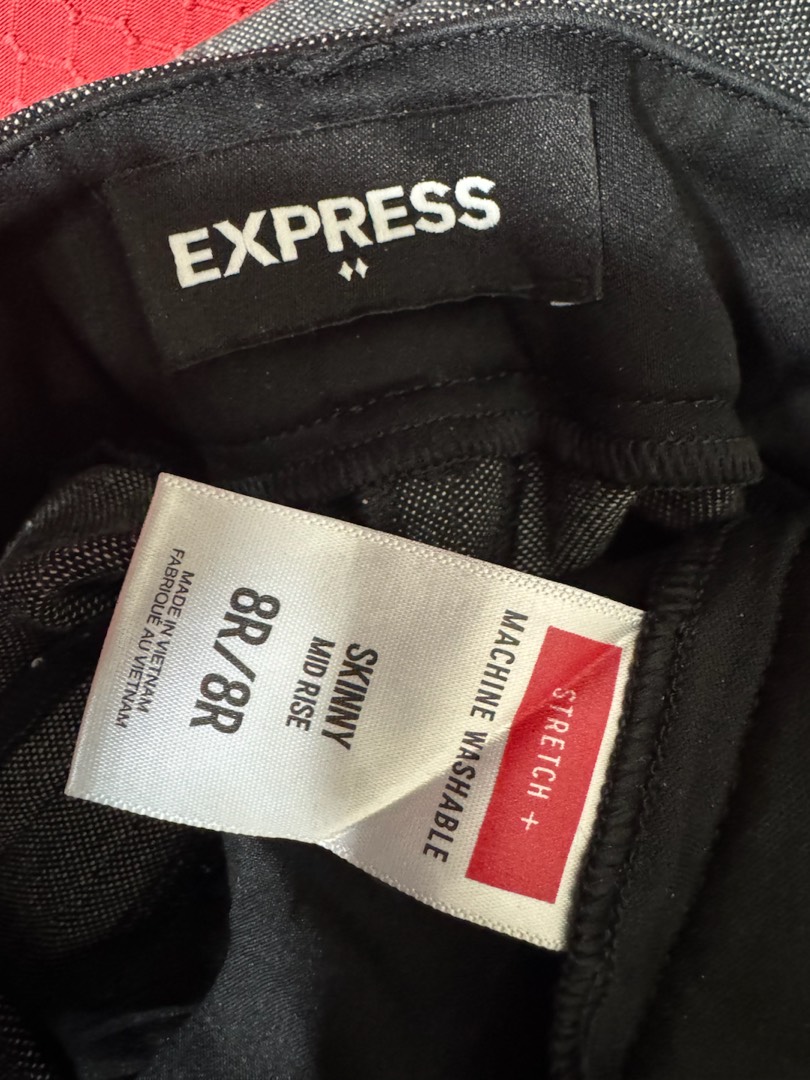 EXPRESS
STRETCH +
MACHINE WASHABLE
SKINNY
MID RISE
8R/8R
MADE IN VIETNAM
FABRIQUÉ AU VIETNAM